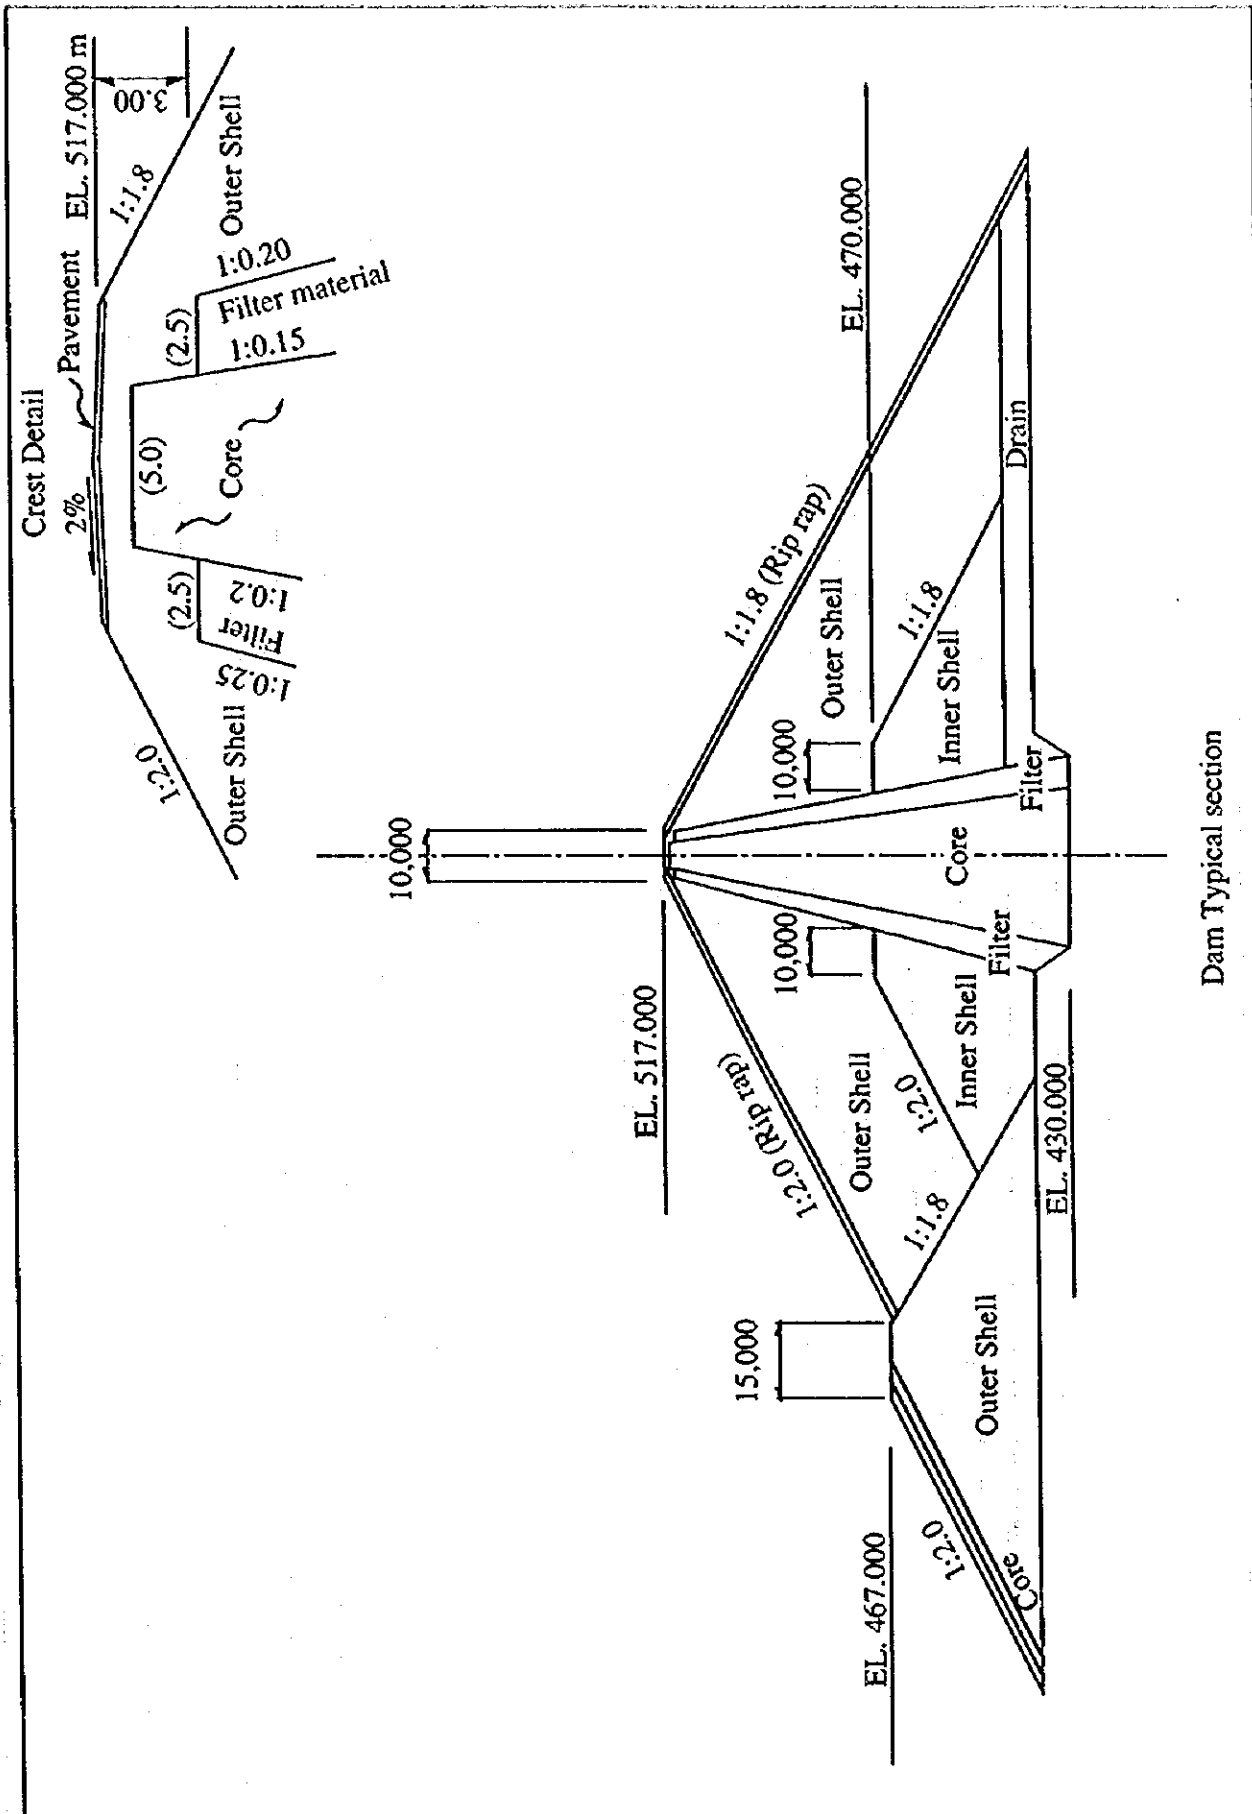 Crest Detail
2%
Pavement
EL. 517.000 m
3.00
1:1.8
1:2.0
(5.0)
(2.5)
(2.5)
Core
1:0.2
Filter
1:0.25
1:0.15
Filter material
1:0.20
Outer Shell
Outer Shell
10,000
EL. 517.000
1:2.0 (Rip rap)
1:1.8 (Rip rap)
EL. 470.000
10,000
10,000
15,000
EL. 467.000
Outer Shell
Outer Shell
1:2.0
1:1.8
1:1.8
Inner Shell
Inner Shell
Core
Filter
Filter
Drain
Outer Shell
1:2.0
Core
EL. 430.000
Dam Typical section